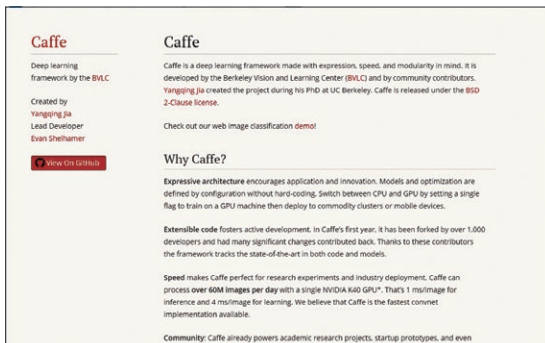 Caffe
Deep learning
framework by the BVLC
Created by
Yangqing Jia
Lead Developer
Evan Shelhamer
View On GitHub
Caffe
Caffe is a deep learning framework made with expression, speed, and modularity in mind. It is
developed by the Berkeley Vision and Learning Center (BVLC) and by community contributors.
Yangqing Jia created the project during his PhD at UC Berkeley. Caffe is released under the BSD
2-Clause license.
Check out our web image classification demo!
Why Caffe?
Expressive architecture encourages application and innovation. Models and optimization are
defined by configuration without hard-coding. Switch between CPU and GPU by setting a single
flag to train on a GPU machine then deploy to commodity clusters or mobile devices.
Extensible code fosters active development. In Caffe's first year, it has been forked by over 1,000
developers and had many significant changes contributed back. Thanks to these contributors
the framework tracks the state-of-the-art in both code and models.
Speed makes Caffe perfect for research experiments and industry deployment. Caffe can
process over 60M images per day with a single NVIDIA K40 GPU*. That's 1 ms/image for
inference and 4 ms/image for learning. We believe that Caffe is the fastest convnet
implementation available.
Community: Caffe already powers academic research projects, startup prototypes, and even